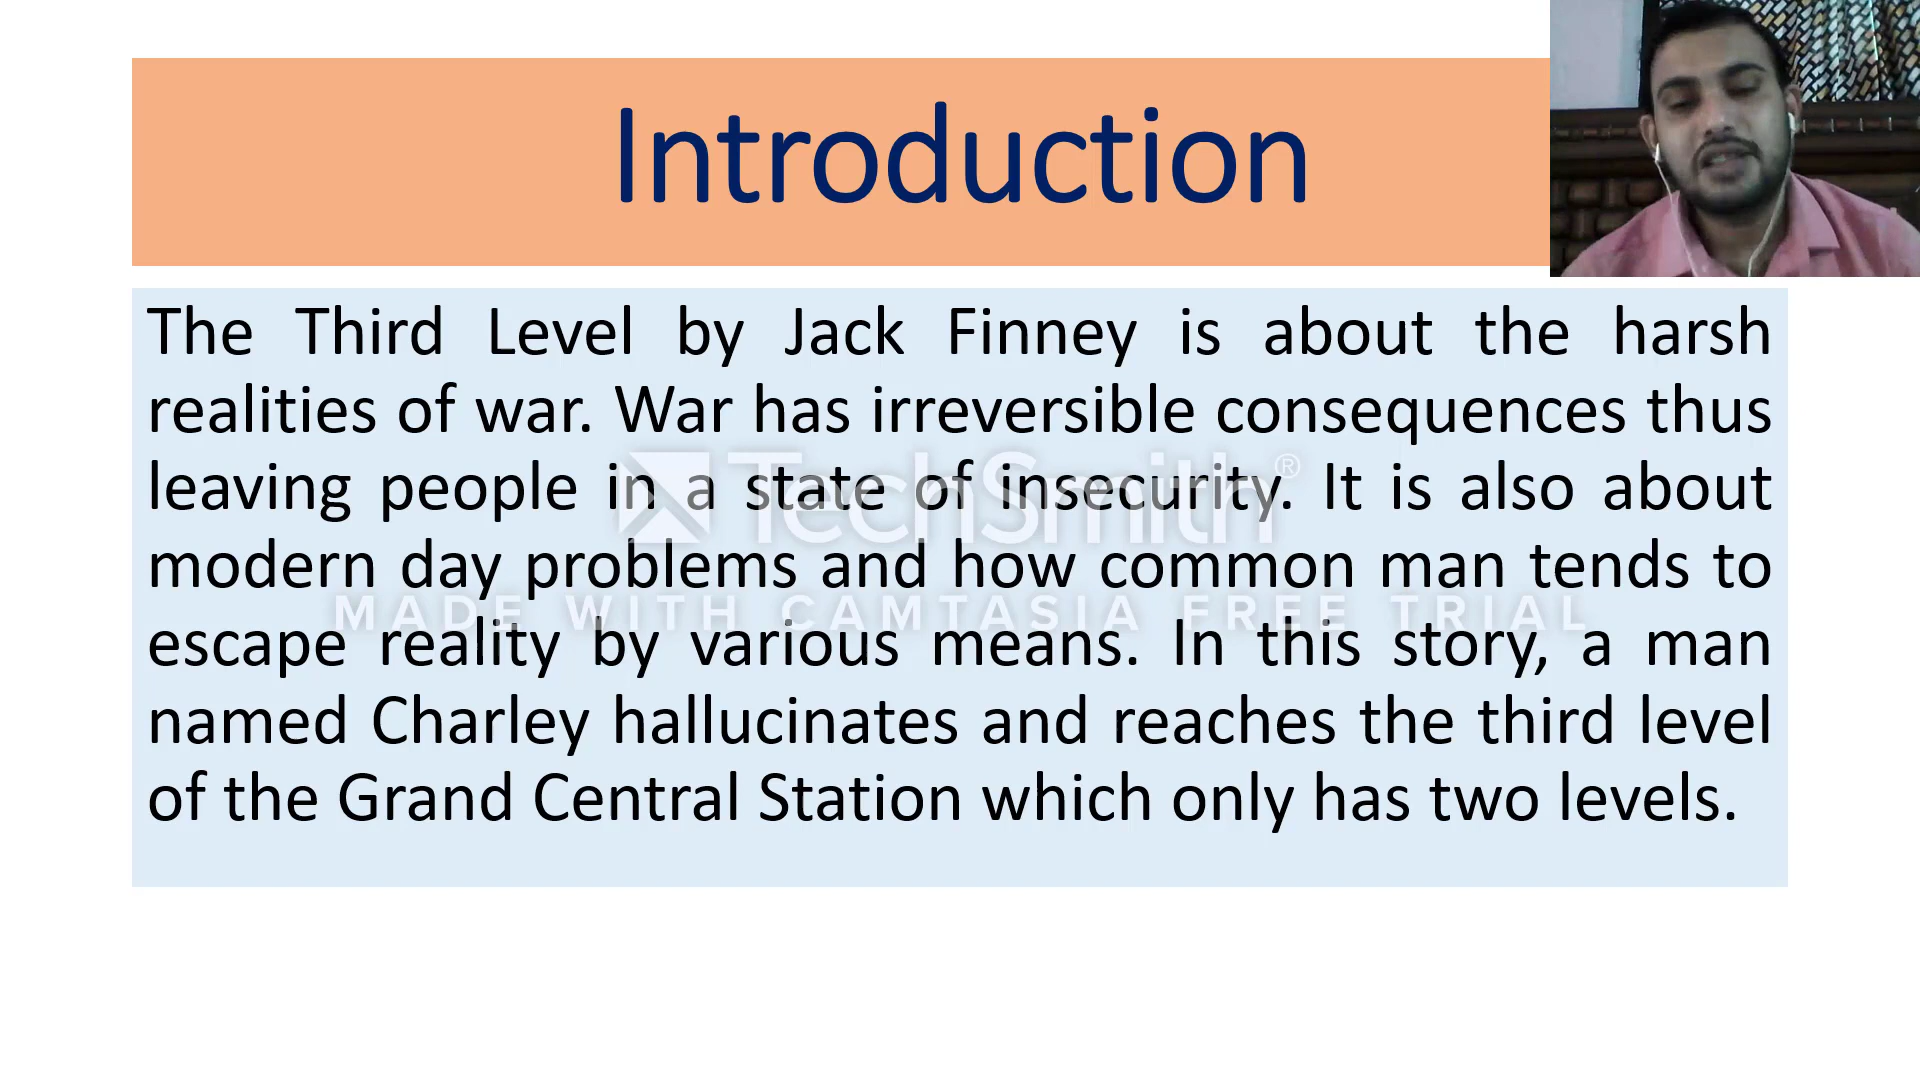 Introduction
The Third Level by Jack Finney is about the harsh
realities of war. War has irreversible consequences thus
leaving people in a state of insecurity. It is also about
modern day problems and how common man tends to
escape reality by various means. In this story, a man
named Charley hallucinates and reaches the third level
of the Grand Central Station which only has two levels.
TechSmith®
MADE WITH CAMTASIA FREE TRIAL